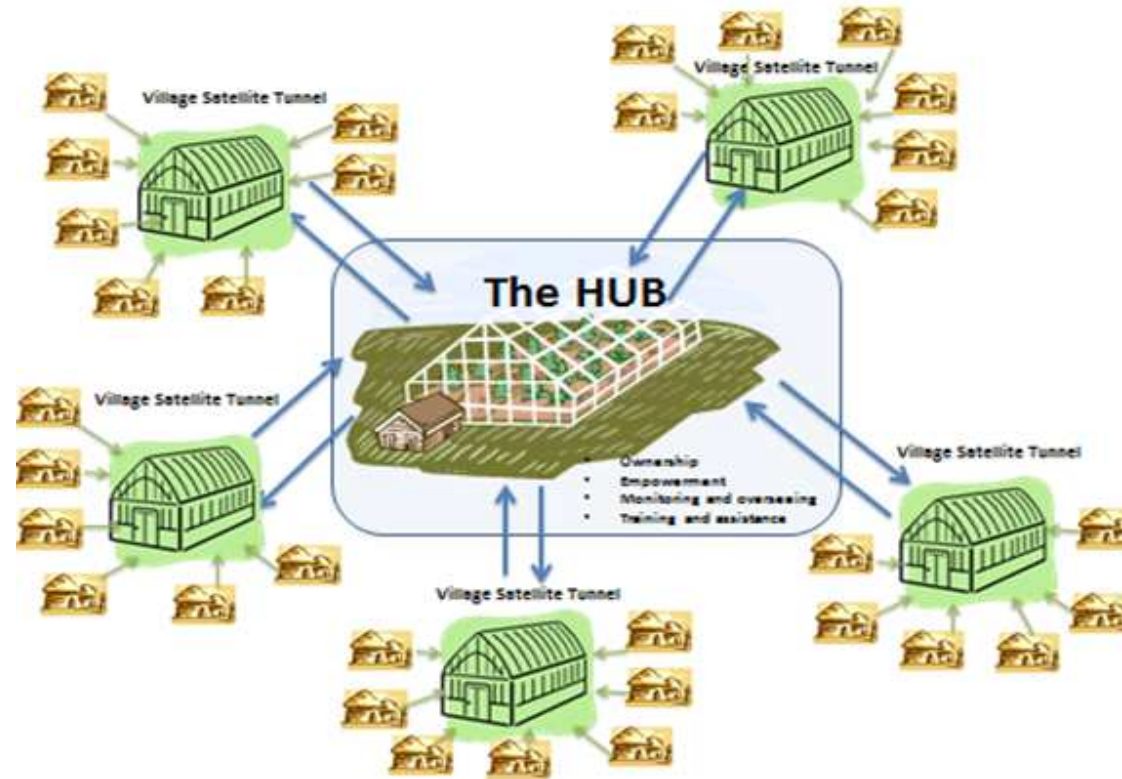 Village Satellite Tunnel
Village Satellite Tunnel
The HUB
Village Satellite Tunnel
• Ownership
• Empowerment
• Monitoring and overseeing
• Training and assistance
Village Satellite Tunnel
Village Satellite Tunnel